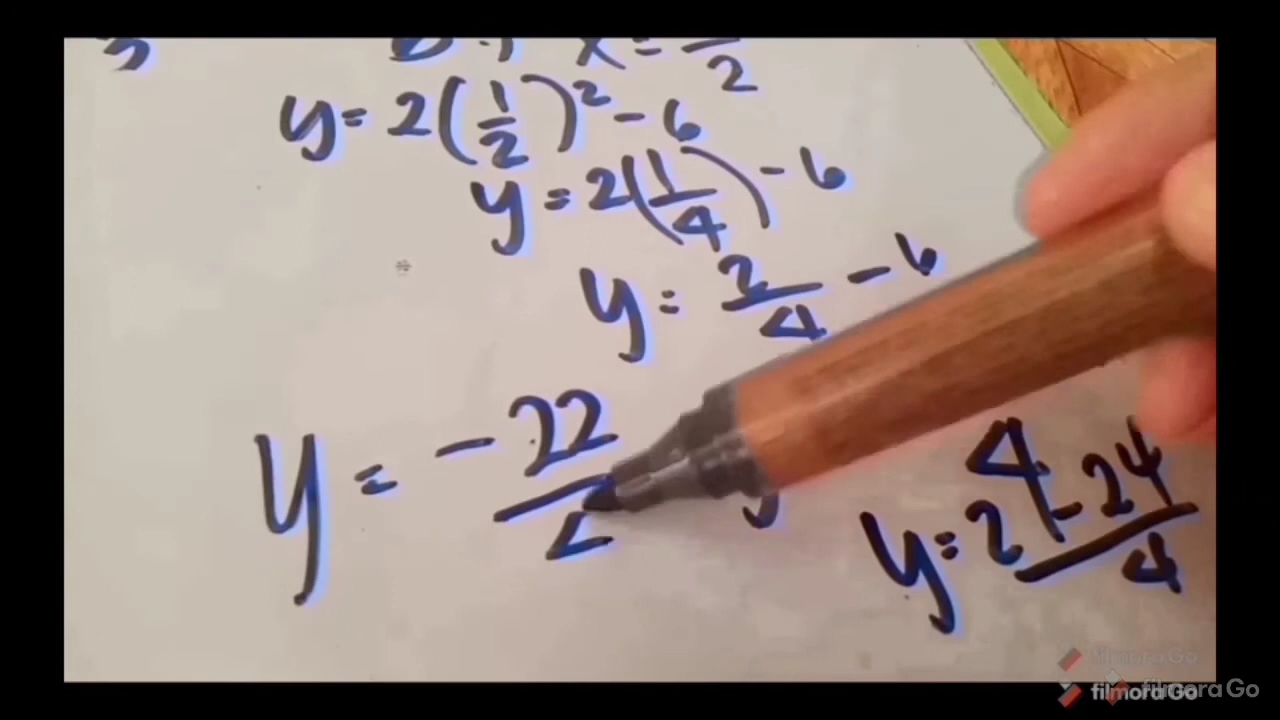 y = 2(1/2)² - 6
y = 2(1/4) - 6
y = 2/4 - 6
y = -22/4
y = 2 - 24/4
filmoraGo
filmoraGo